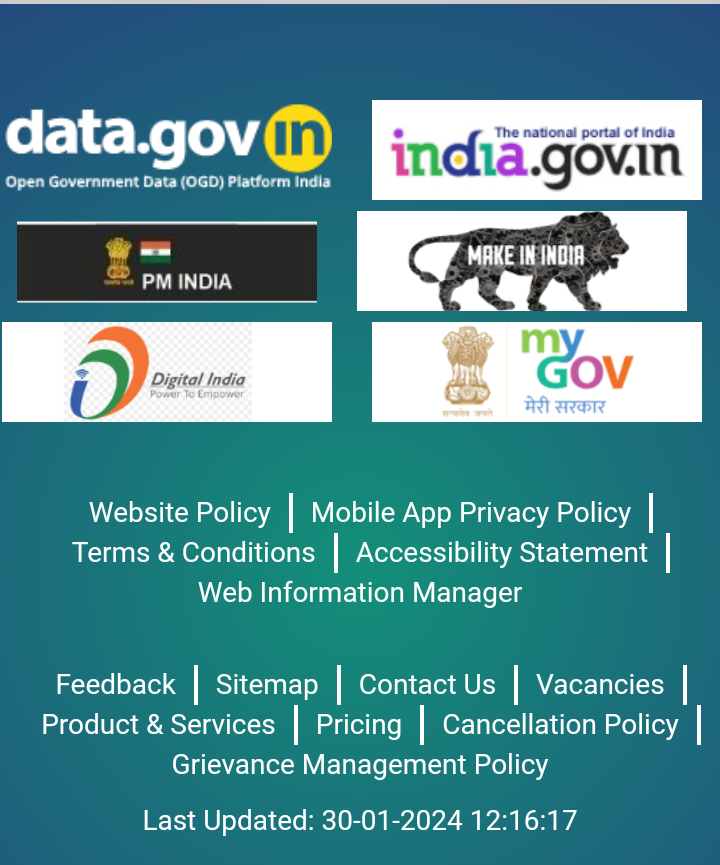 data.gov in
Open Government Data (OGD) Platform India
The national portal of India
india.gov.in
PM INDIA
MAKE IN INDIA
Digital India
Power To Empower
my
GOV
सत्यमेव जयते
मेरी सरकार
Website Policy | Mobile App Privacy Policy |
Terms & Conditions | Accessibility Statement |
Web Information Manager
Feedback | Sitemap | Contact Us | Vacancies |
Product & Services | Pricing | Cancellation Policy |
Grievance Management Policy
Last Updated: 30-01-2024 12:16:17